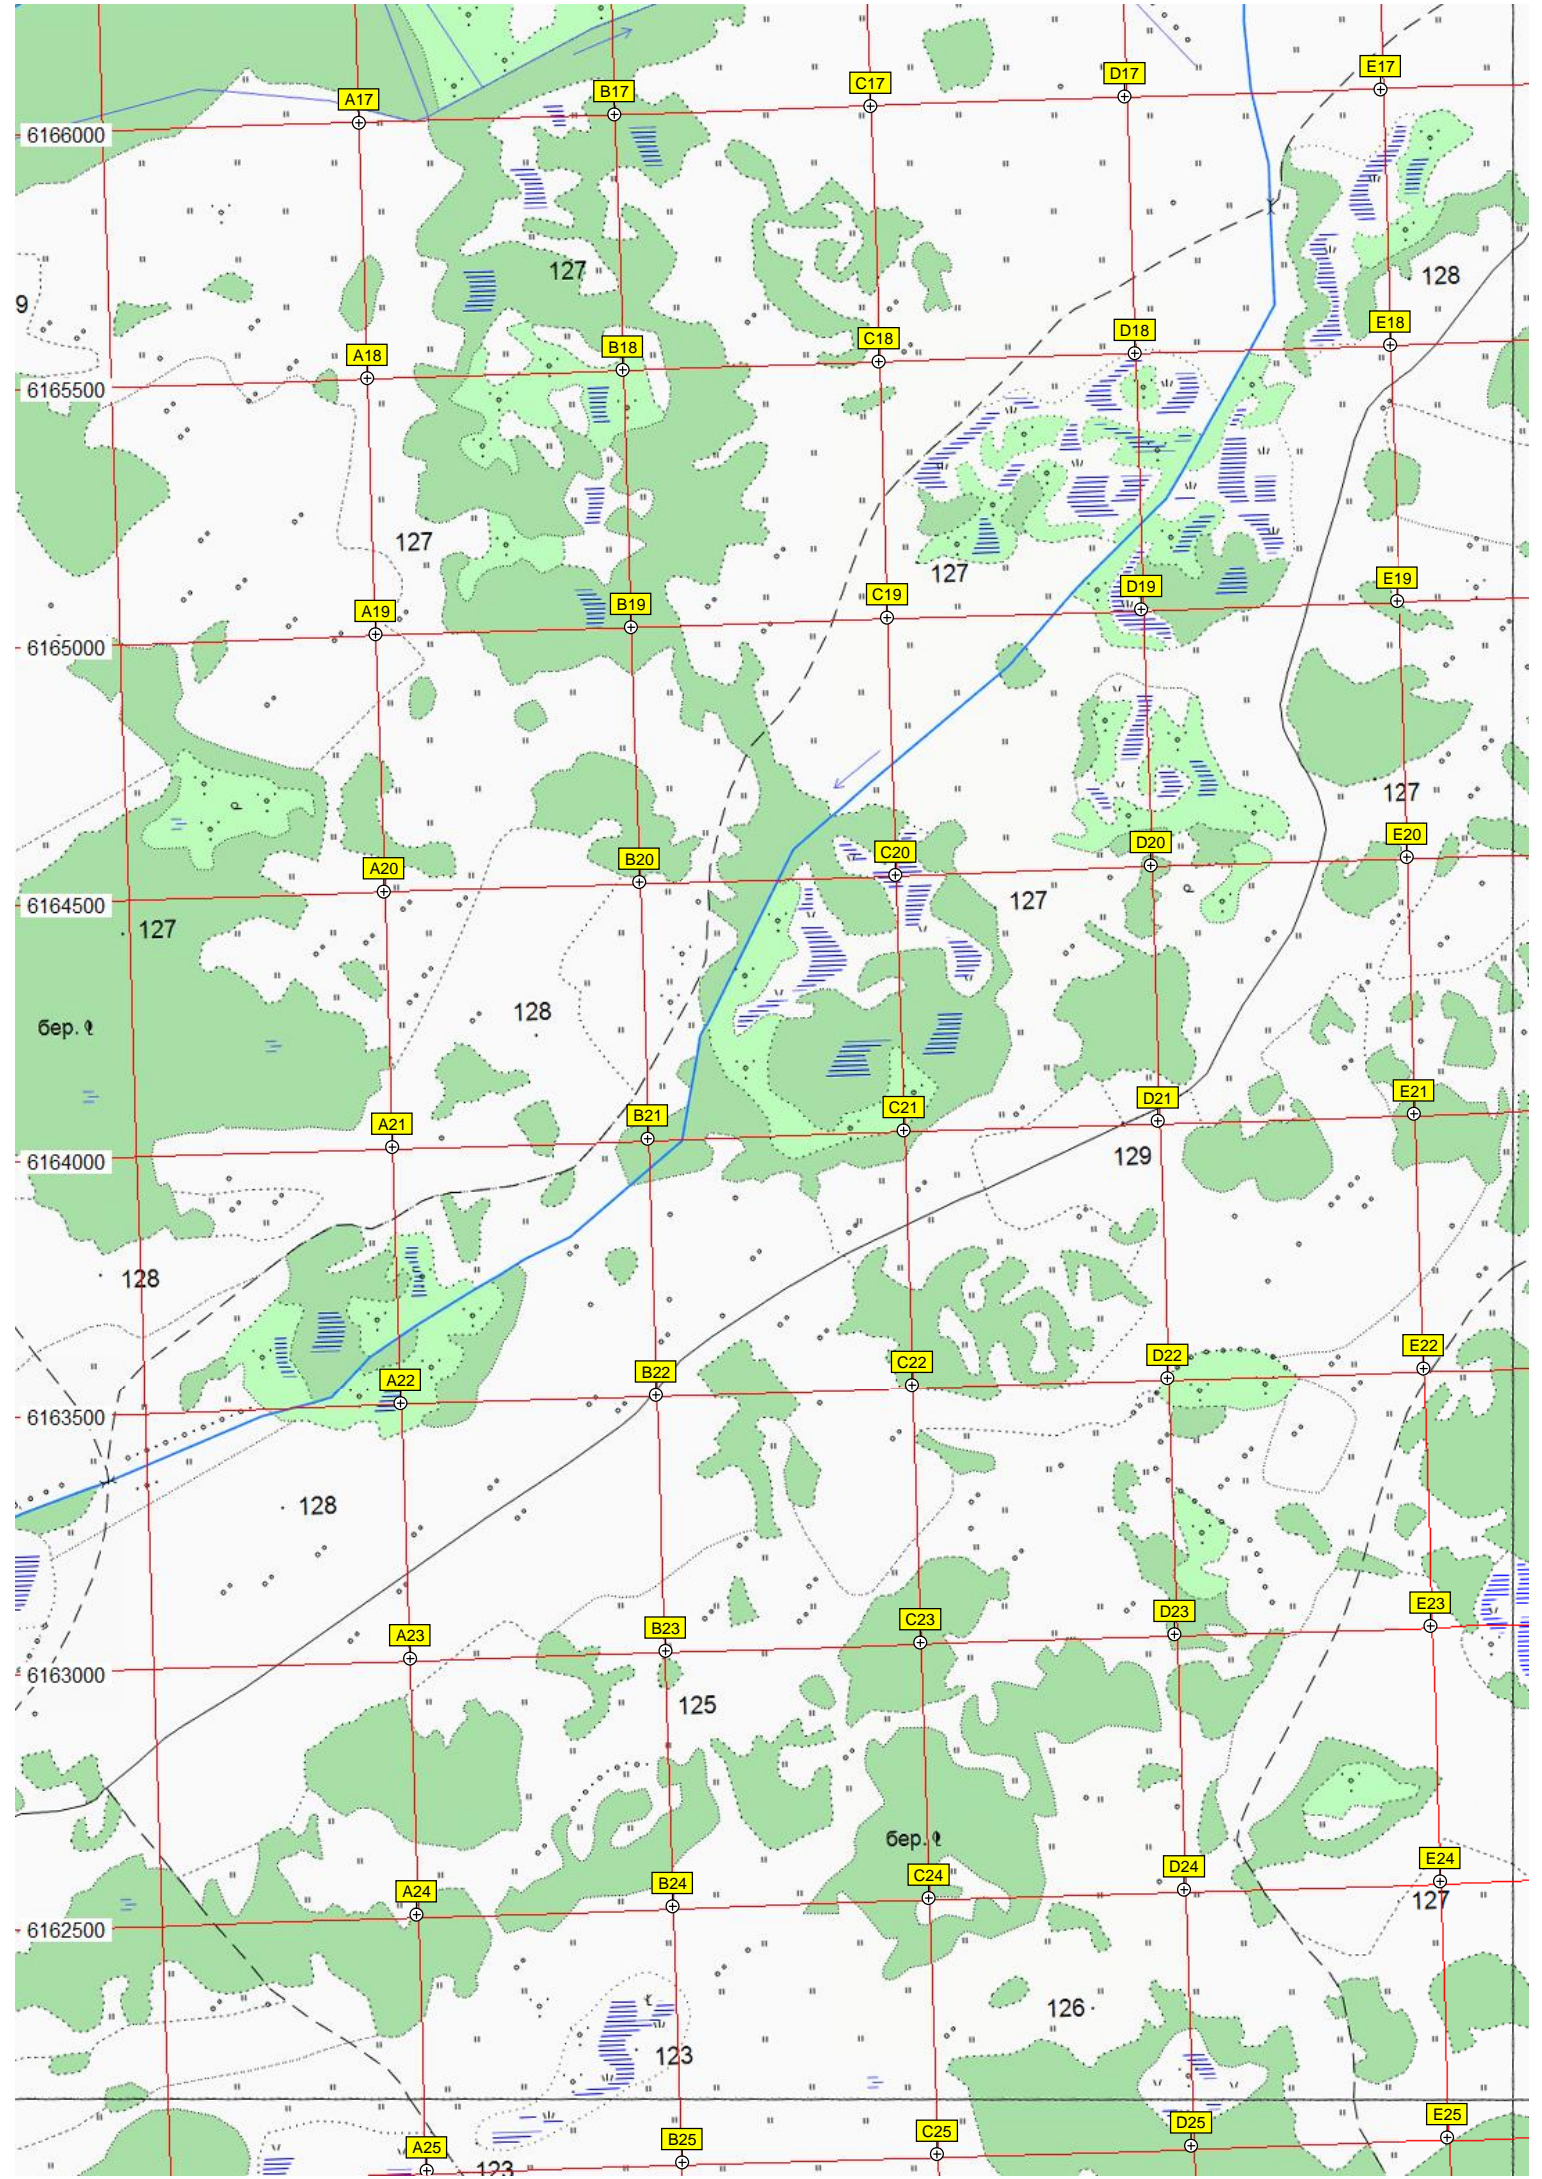 E17
D17
B17
C17
A17
6166000
127
128
9
E18
D18
C18
B18
A18
6165500
127
127
E19
D19
C19
B19
A19
6165000
127
E20
D20
C20
B20
A20
6164500
127
127
128
бер.
E21
D21
C21
B21
A21
6164000
129
128
E22
D22
C22
B22
A22
6163500
128
E23
D23
C23
B23
A23
6163000
125
бер.
E24
D24
C24
B24
A24
127
6162500
126
123
E25
D25
C25
B25
A25
123